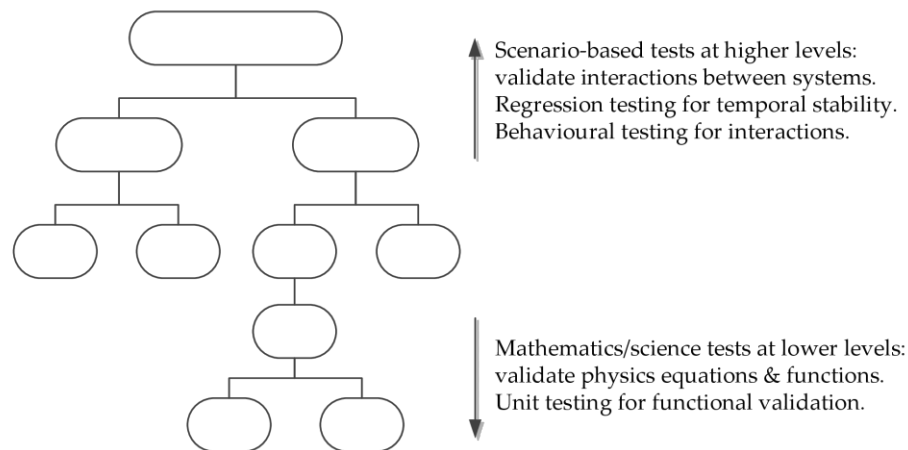 Scenario-based tests at higher levels:
validate interactions between systems.
Regression testing for temporal stability.
Behavioural testing for interactions.
Mathematics/science tests at lower levels:
validate physics equations & functions.
Unit testing for functional validation.